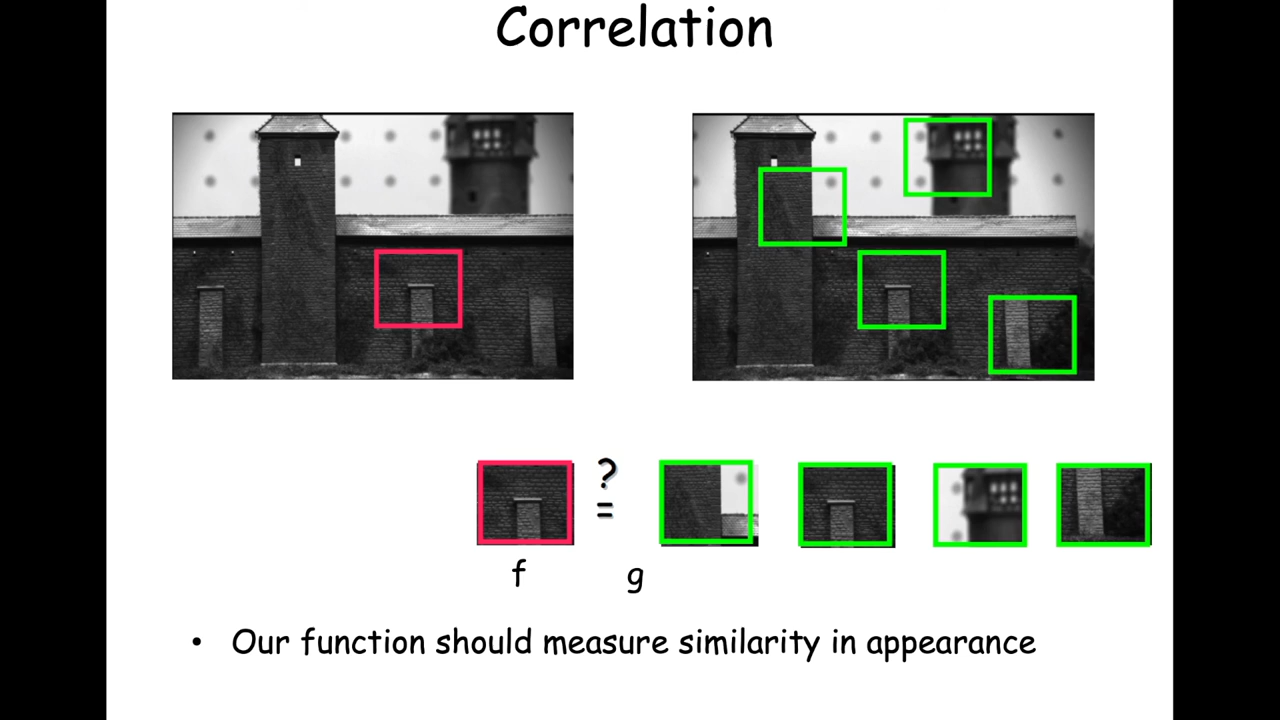 Correlation
?
=
f
g
• Our function should measure similarity in appearance